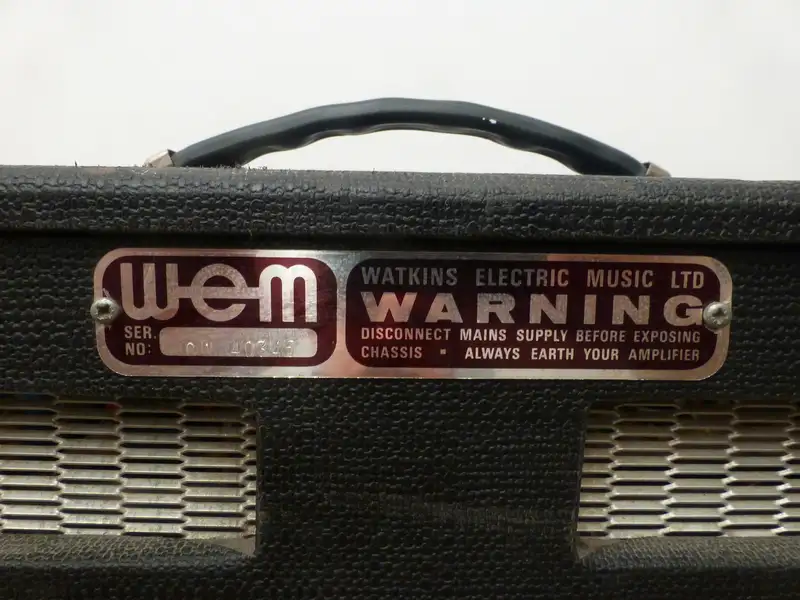 wem
SER.
NO:
WATKINS ELECTRIC MUSIC LTD
WARNING
DISCONNECT MAINS SUPPLY BEFORE EXPOSING
CHASSIS ▪ ALWAYS EARTH YOUR AMPLIFIER